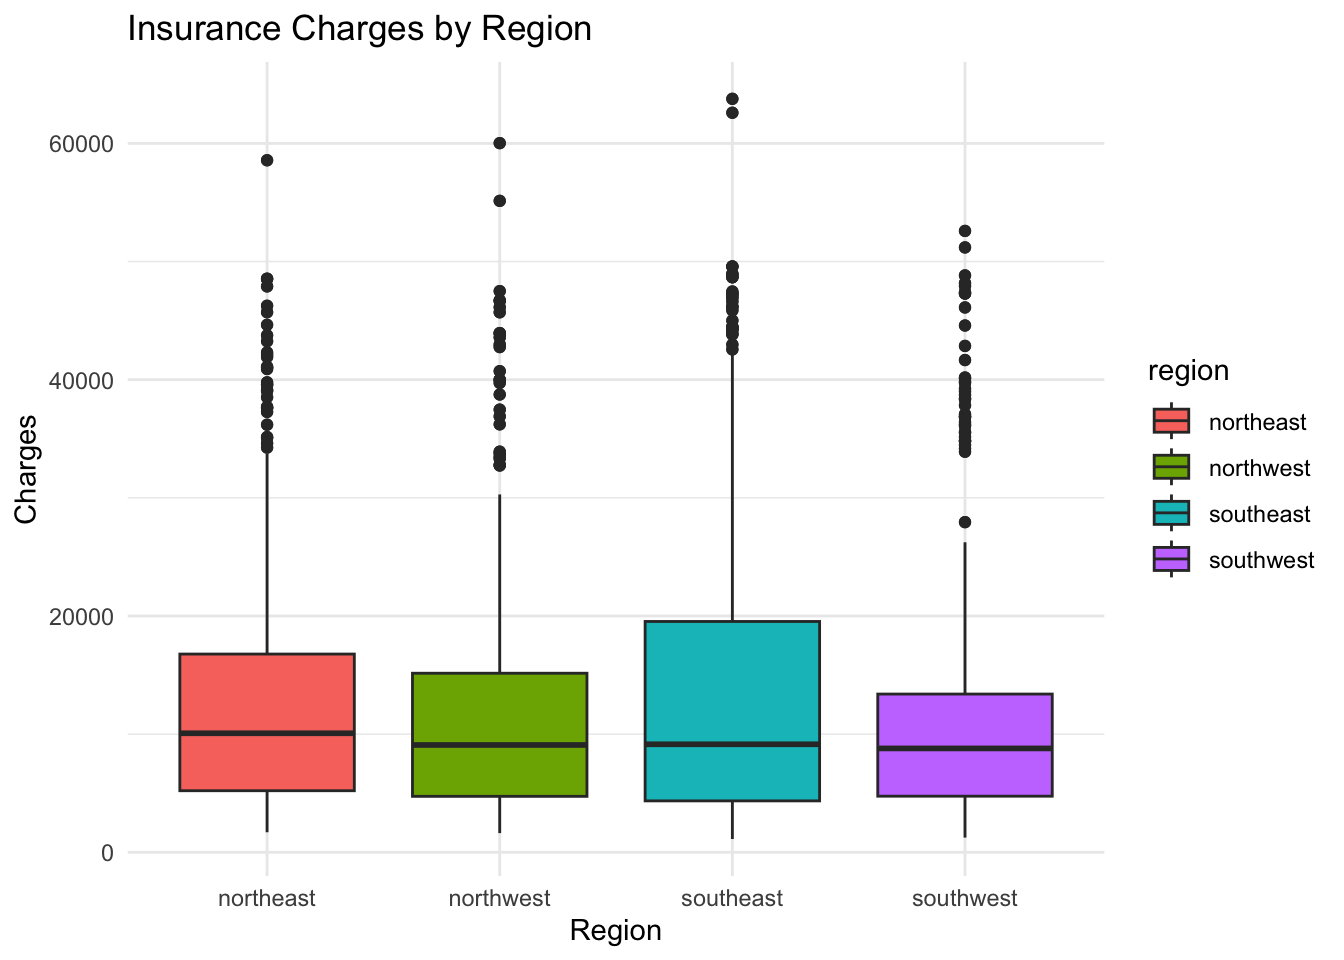 Insurance Charges by Region
60000
40000
20000
0
Charges
northeast
northwest
southeast
southwest
Region
region
northeast
northwest
southeast
southwest